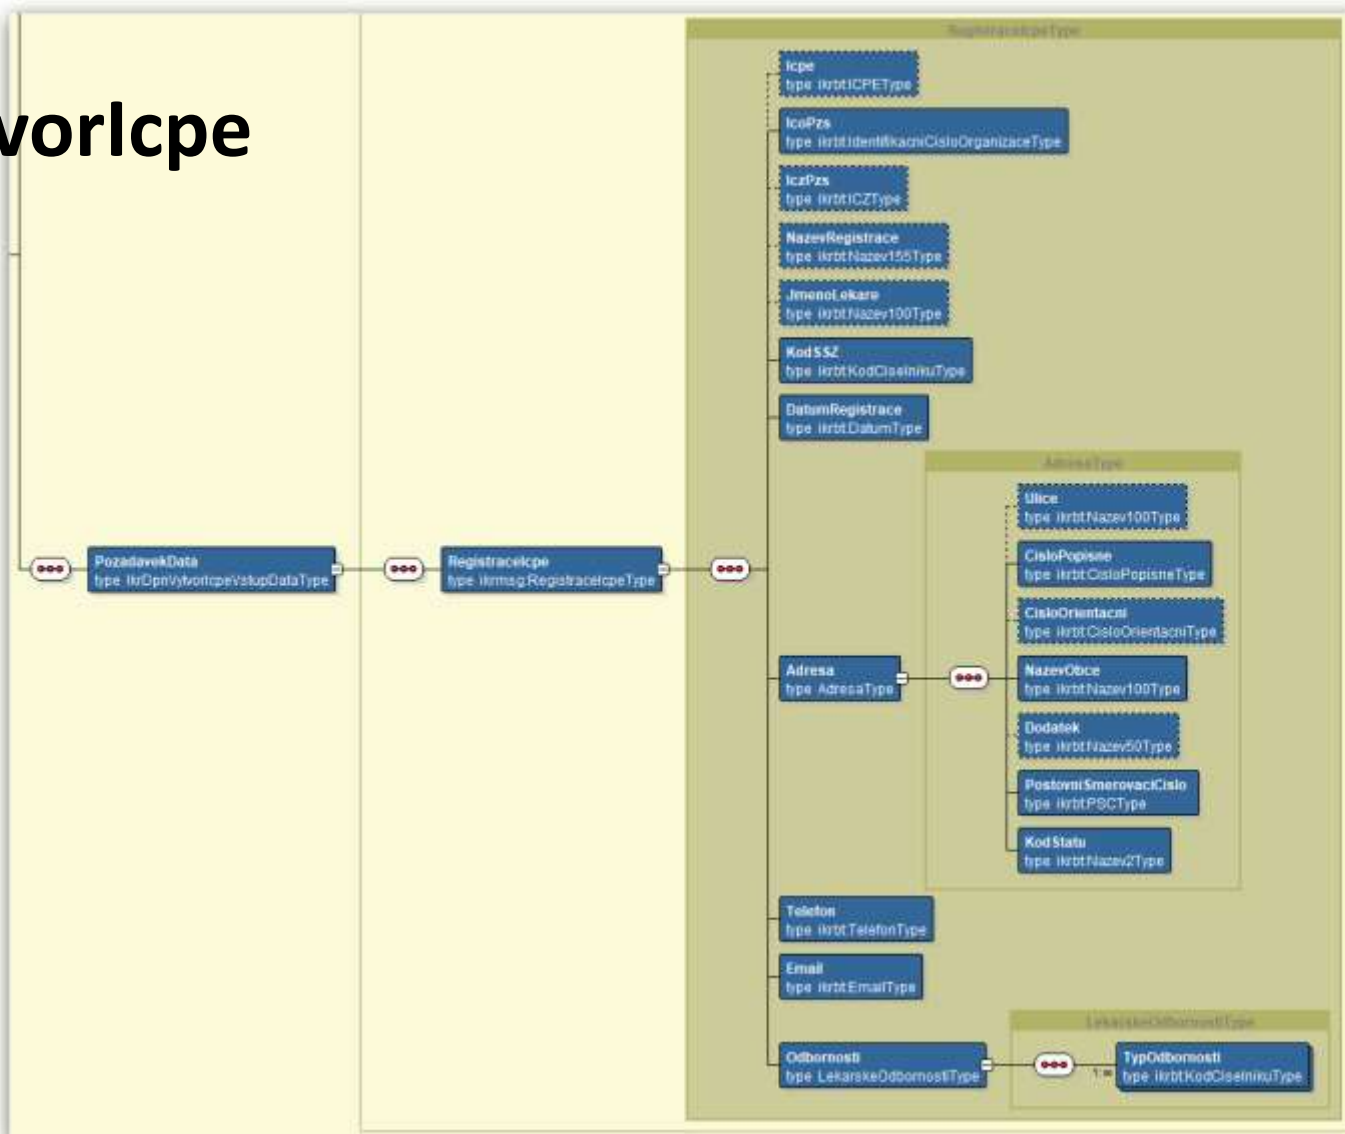 vorIcpe
RegistraceIcpeType
Icpe
type ikrbt:ICPEType
IcoPzs
type ikrbt:IdentifikacniCisloOrganizaceType
IczPzs
type ikrbt:ICZType
NazevRegistrace
type ikrbt:Nazev155Type
JmenoLekare
type ikrbt:Nazev100Type
KodSSZ
type ikrbt:KodCiselnikuType
DatumRegistrace
type ikrbt:DatumType
PozadavekData
type IkrDpnVytvorIcpeVstupDataType
RegistraceIcpe
type ikrmsg:RegistraceIcpeType
Adresa
type AdresaType
AdresaType
Ulice
type ikrbt:Nazev100Type
CisloPopisne
type ikrbt:CisloPopisneType
CisloOrientacni
type ikrbt:CisloOrientacniType
NazevObce
type ikrbt:Nazev100Type
Dodatek
type ikrbt:Nazev50Type
PostovniSmerovaciCislo
type ikrbt:PSCType
KodStatu
type ikrbt:Nazev2Type
Telefon
type ikrbt:TelefonType
Email
type ikrbt:EmailType
Odbornosti
type LekarskeOdbornostiType
LekarskeOdbornostiType
1:∞
TypOdbornosti
type ikrbt:KodCiselnikuType